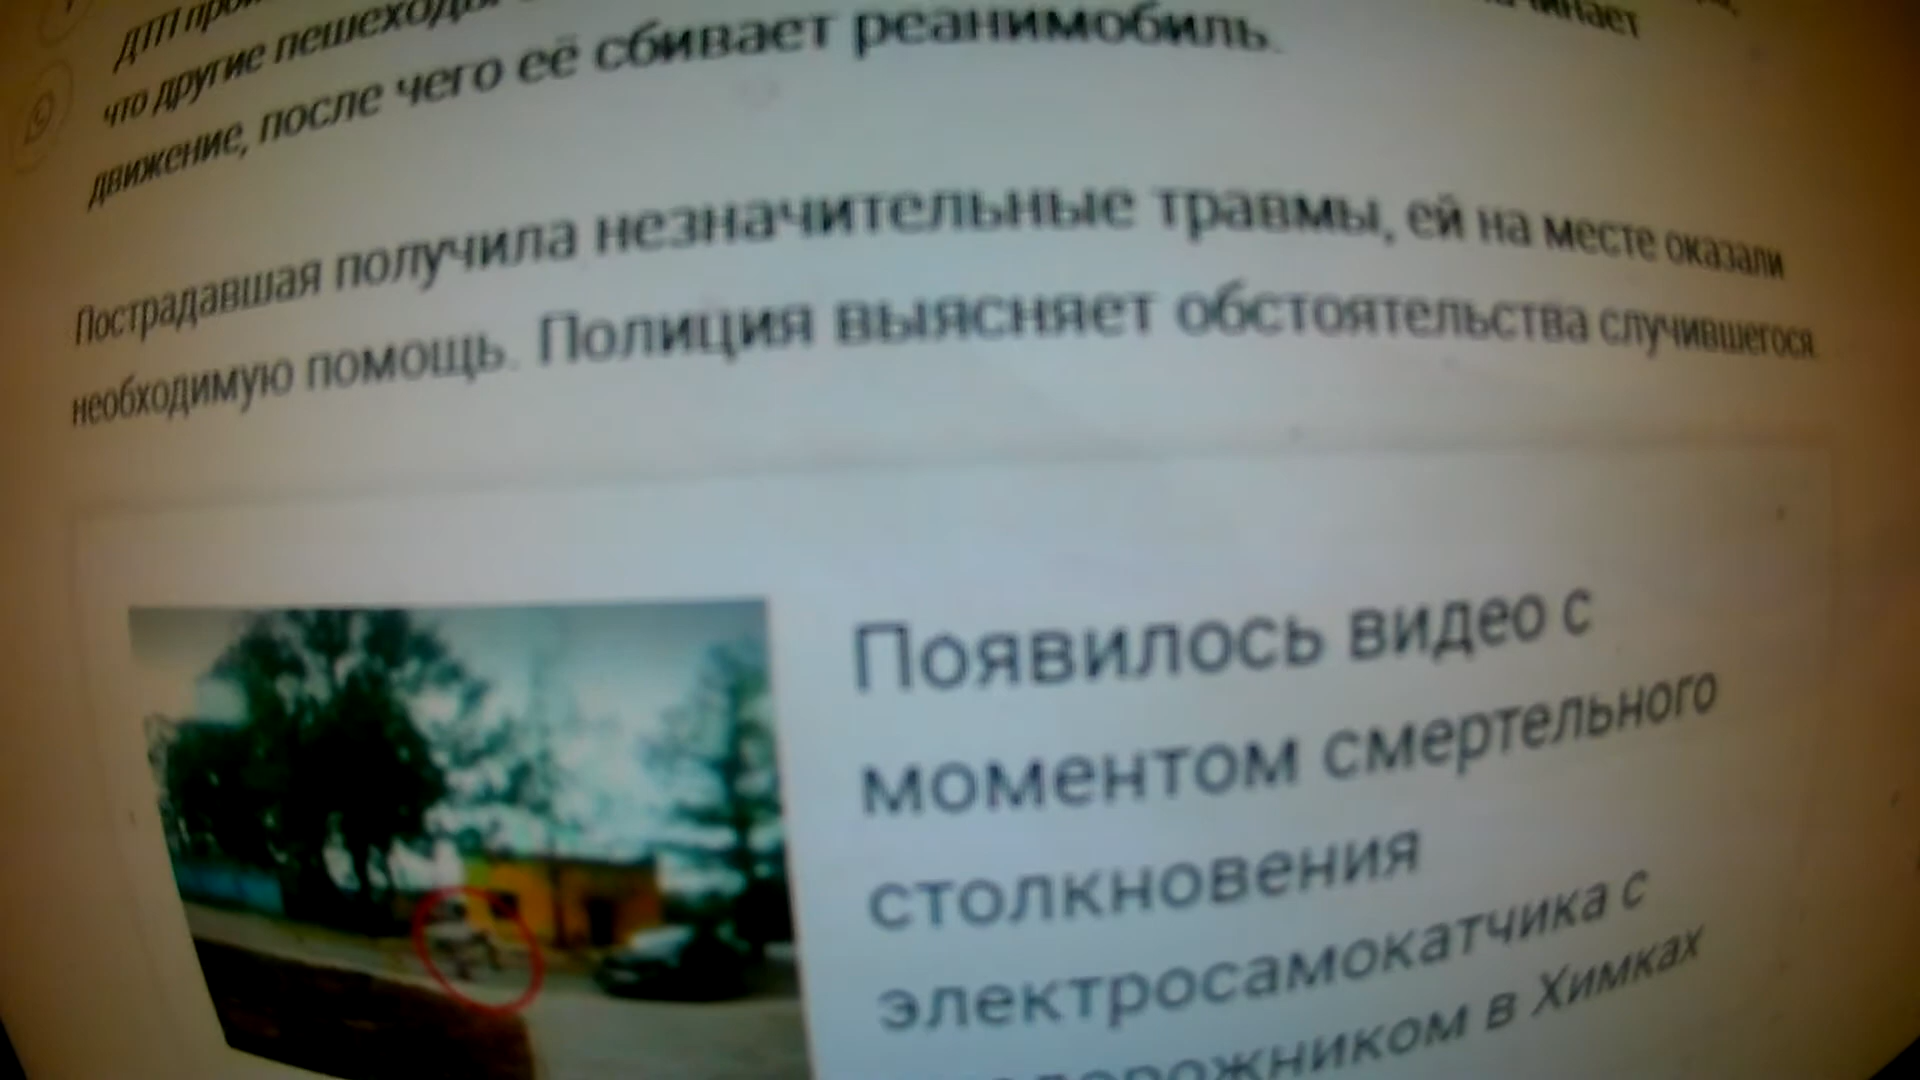 ДТП
что другие пешеходы
движение, после чего её сбивает реанимобиль.
Пострадавшая получила незначительные травмы, ей на месте оказали
необходимую помощь. Полиция выясняет обстоятельства случившегося
Появилось видео с
моментом смертельного
столкновения
электросамокатчика с
в Химках